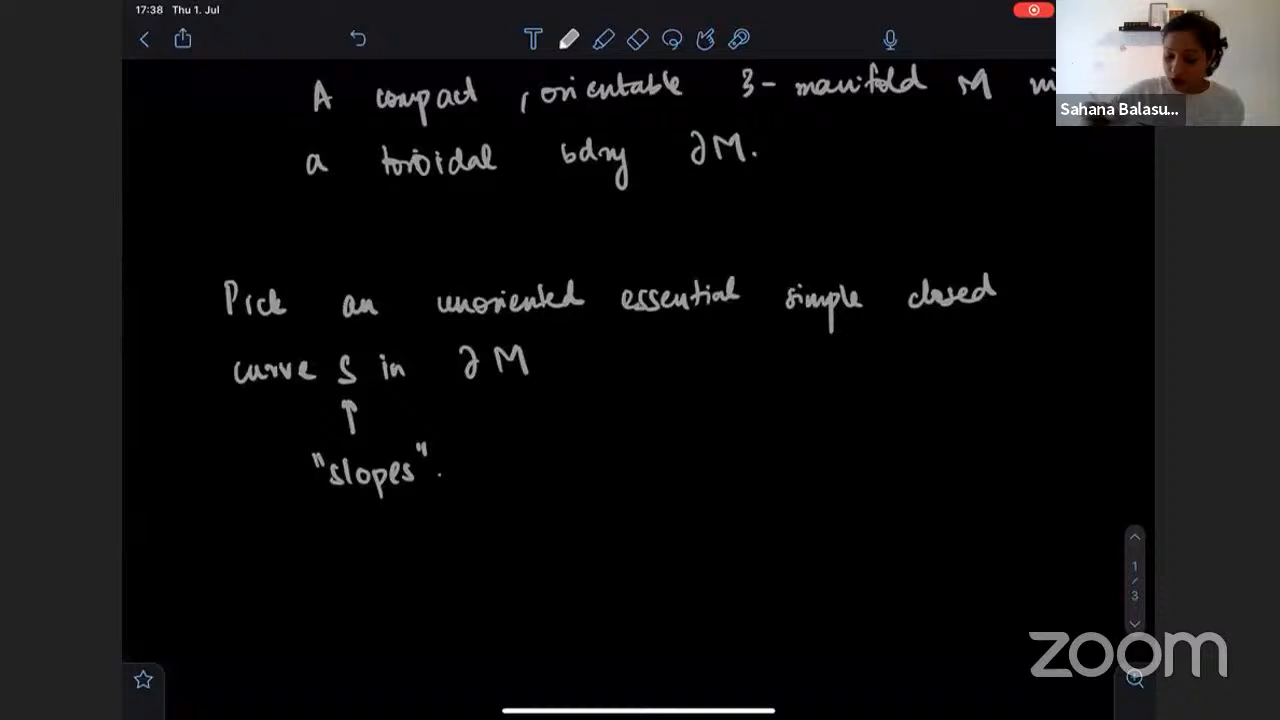 17:38 Thu 1. Jul
A compact, orientable 3-manifold M
Sahana Balasu...
a toroidal bdry ∂M.
Pick an unoriented essential simple closed
curve S in ∂M
↑
"slopes".
1
/
3
zoom